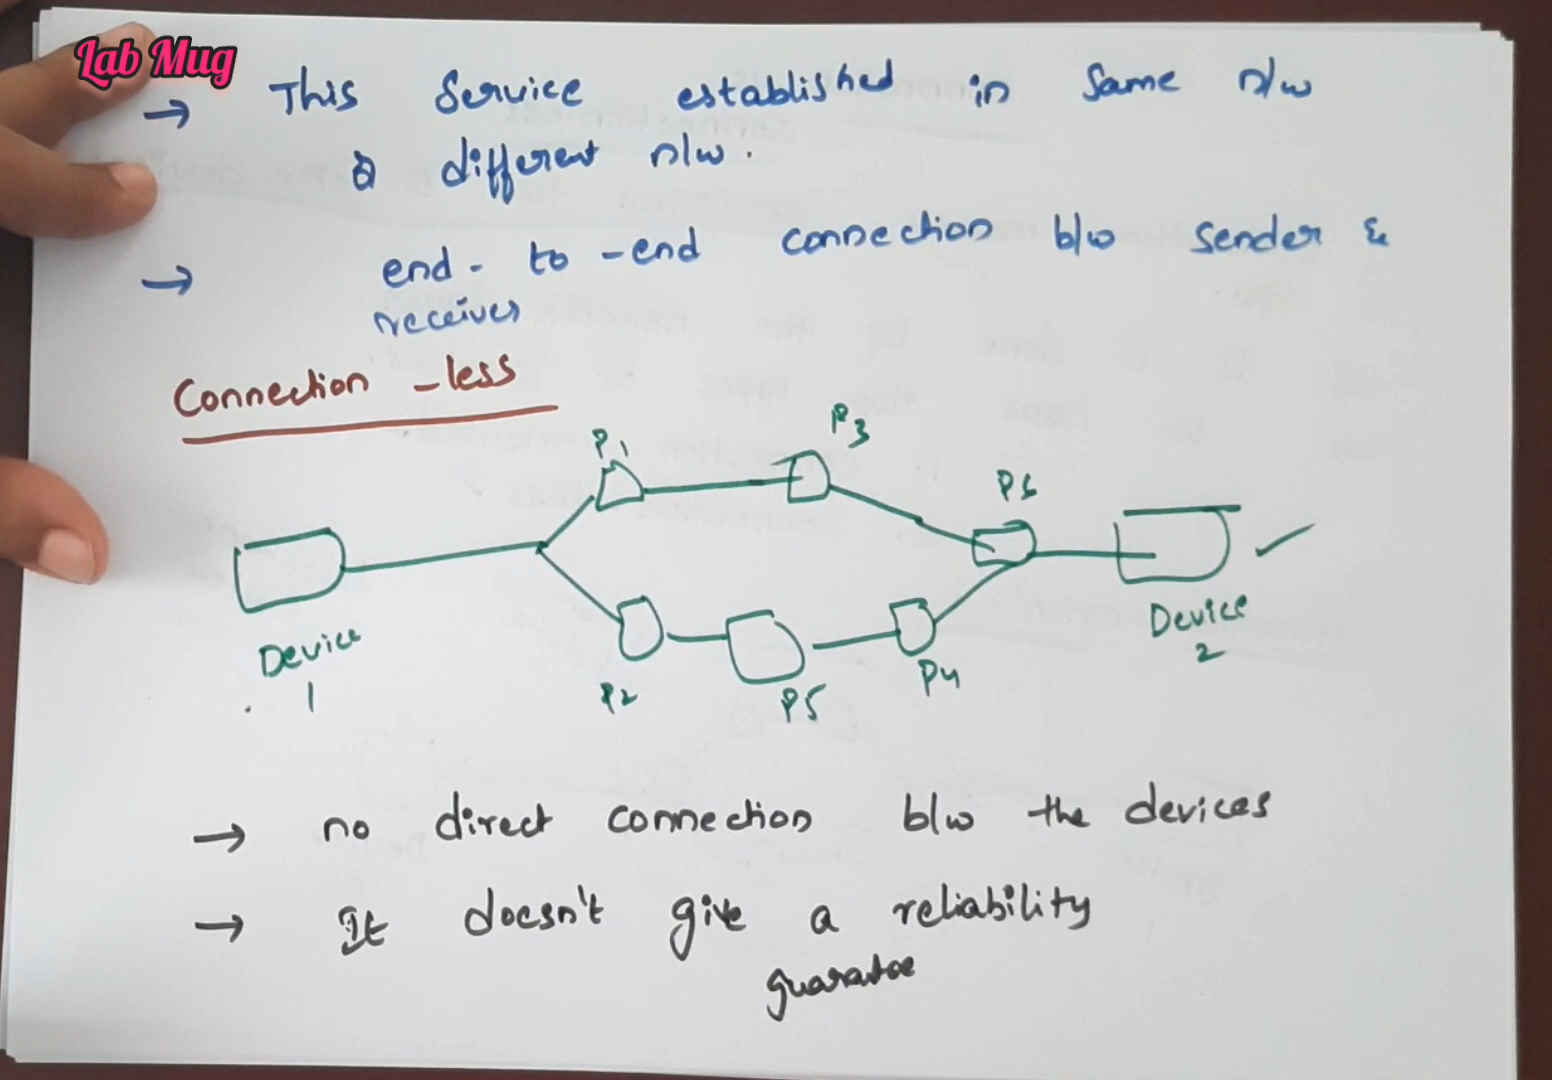 Lab Mug
→ This Service established in Same n/w
or different n/w.
→ end - to - end connection b/w sender &
receiver
Connection - less
P1
P3
P6
Device
1
P2
P5
P4
Device
2
→ no direct connection b/w the devices
→ It doesn't give a reliability